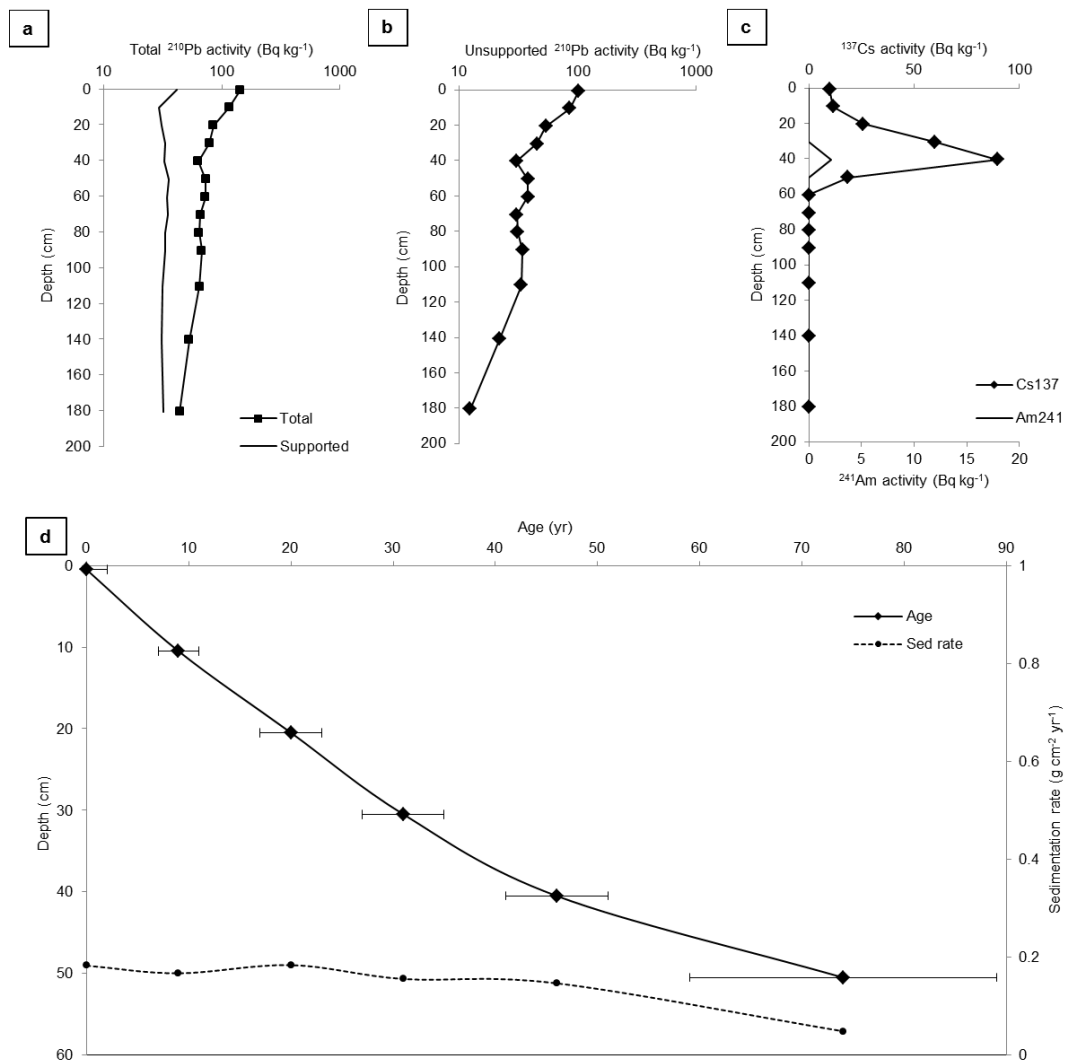 a
Total ²¹⁰Pb activity (Bq kg⁻¹)
10 100 1000
0
20
40
60
80
100
120
140
160
180
200
Depth (cm)
Total
Supported
b
Unsupported ²¹⁰Pb activity (Bq kg⁻¹)
10 100 1000
0
20
40
60
80
100
120
140
160
180
200
Depth (cm)
c
¹³⁷Cs activity (Bq kg⁻¹)
0 50 100
0
20
40
60
80
100
120
140
160
180
200
Depth (cm)
Cs137
Am241
0 5 10 15 20
²⁴¹Am activity (Bq kg⁻¹)
d
Age (yr)
0 10 20 30 40 50 60 70 80 90
0
10
20
30
40
50
60
Depth (cm)
Age
Sed rate
1
0.8
0.6
0.4
0.2
0
Sedimentation rate (g cm⁻² yr⁻¹)